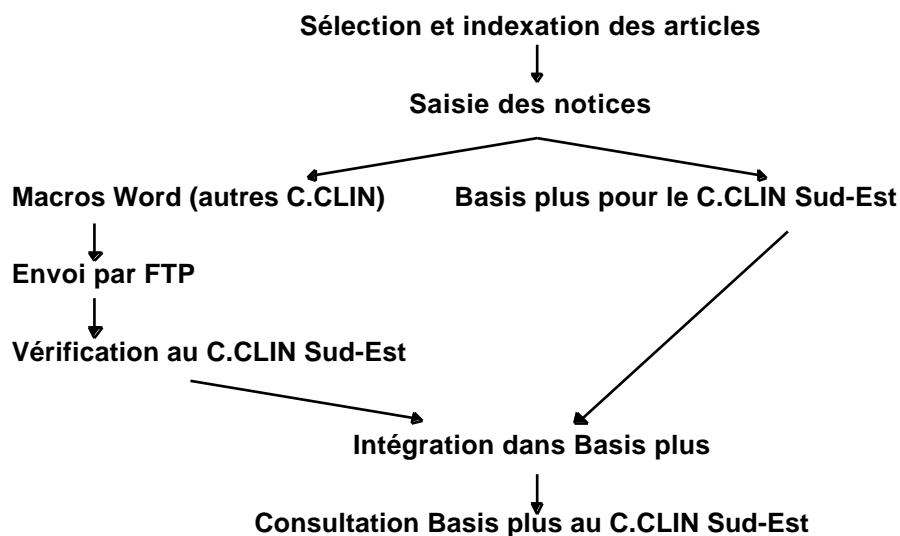 Sélection et indexation des articles
Saisie des notices
Macros Word (autres C.CLIN)
Basis plus pour le C.CLIN Sud-Est
Envoi par FTP
Vérification au C.CLIN Sud-Est
Intégration dans Basis plus
Consultation Basis plus au C.CLIN Sud-Est